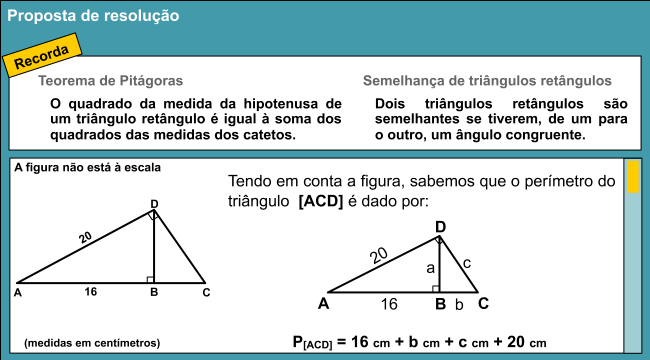 Proposta de resolução
Recorda
Teorema de Pitágoras
O quadrado da medida da hipotenusa de
um triângulo retângulo é igual à soma dos
quadrados das medidas dos catetos.
Semelhança de triângulos retângulos
Dois triângulos retângulos são
semelhantes se tiverem, de um para
o outro, um ângulo congruente.
A figura não está à escala
D
20
A
16
B
C
(medidas em centímetros)
Tendo em conta a figura, sabemos que o perímetro do
triângulo [ACD] é dado por:
D
20
a
c
A
16
B
b
C
P[ACD] = 16 cm + b cm + c cm + 20 cm